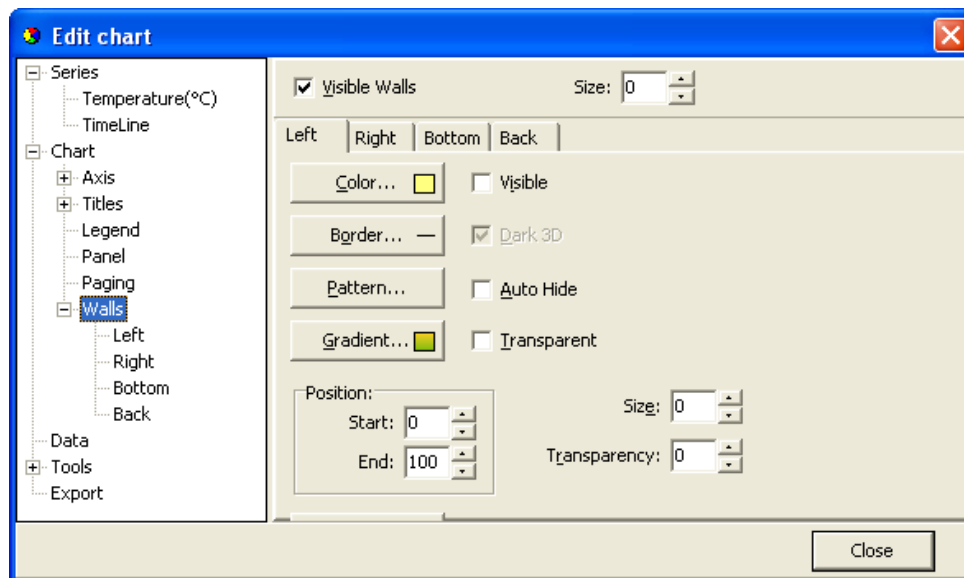 Edit chart
Series
Temperature(°C)
TimeLine
Chart
Axis
Titles
Legend
Panel
Paging
Walls
Left
Right
Bottom
Back
Data
Tools
Export
Visible Walls
Size: 0
Left Right Bottom Back
Color... Visible
Border... Dark 3D
Pattern... Auto Hide
Gradient... Transparent
Position:
Start: 0
End: 100
Size: 0
Transparency: 0
Close